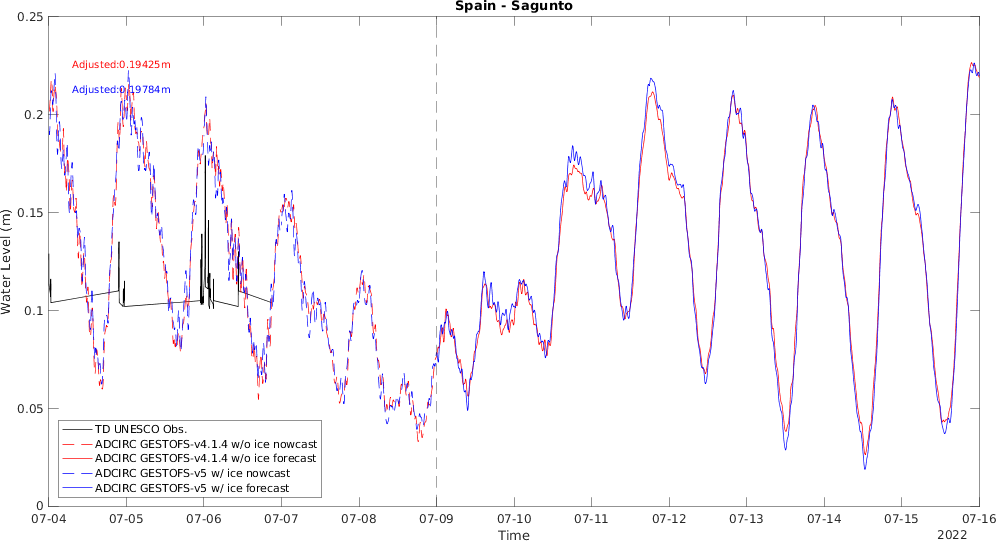 Spain - Sagunto
0.25
Adjusted:0.19425m
Adjusted:0.19784m
0.2
0.15
Water Level (m)
0.1
0.05
TD UNESCO Obs.
ADCIRC GESTOFS-v4.1.4 w/o ice nowcast
ADCIRC GESTOFS-v4.1.4 w/o ice forecast
ADCIRC GESTOFS-v5 w/ ice nowcast
ADCIRC GESTOFS-v5 w/ ice forecast
0
07-04 07-05 07-06 07-07 07-08 07-09 07-10 07-11 07-12 07-13 07-14 07-15 07-16
Time
2022